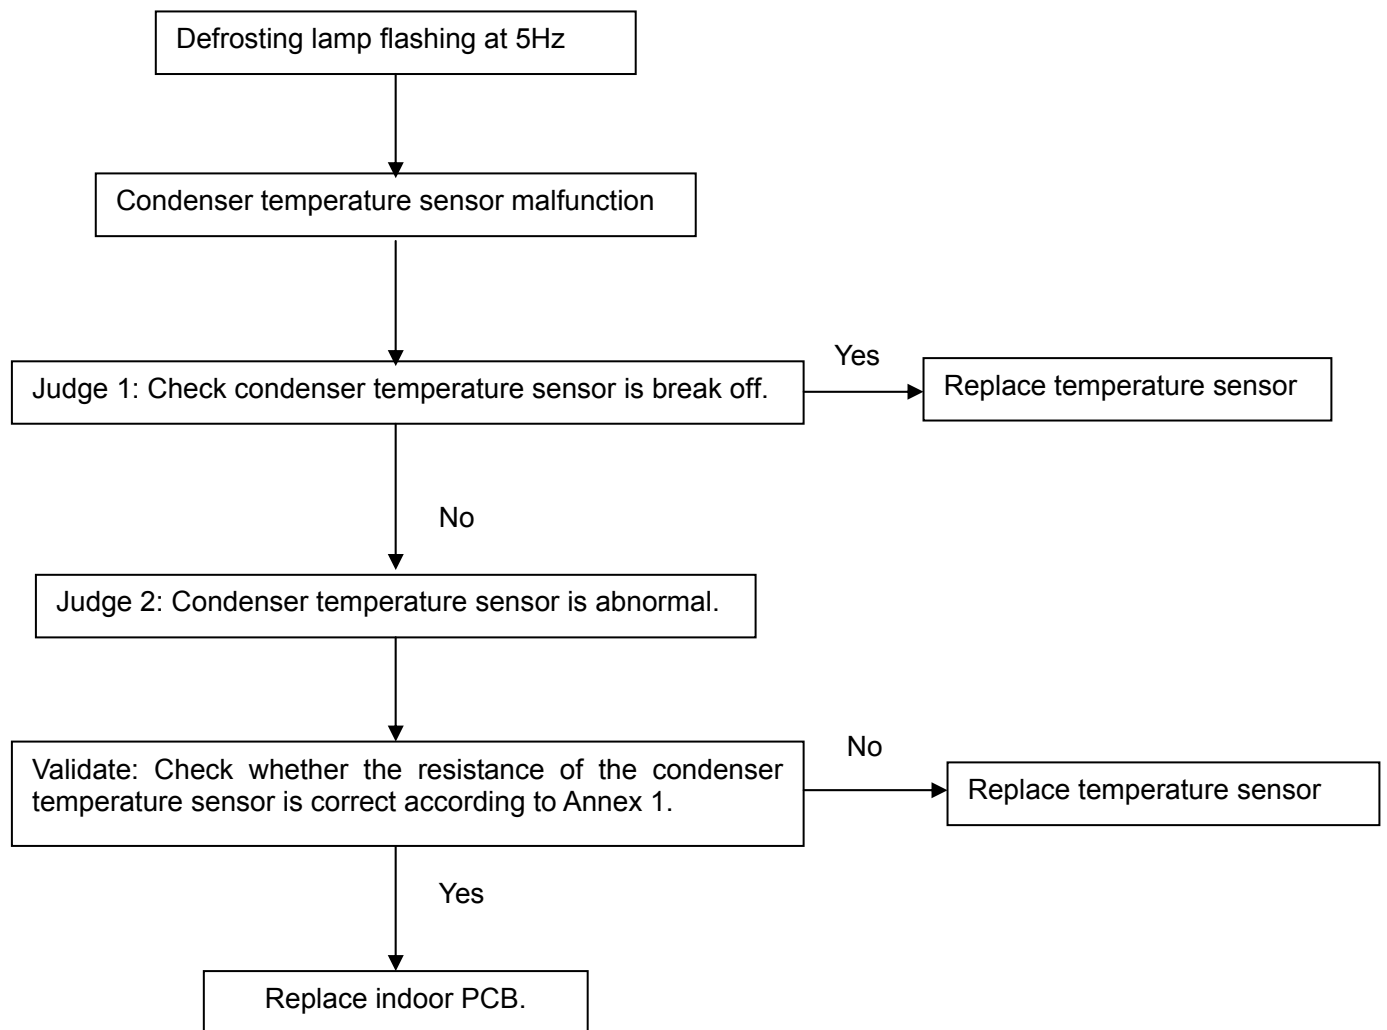 Defrosting lamp flashing at 5Hz
Condenser temperature sensor malfunction
Yes
Judge 1: Check condenser temperature sensor is break off.
Replace temperature sensor
No
Judge 2: Condenser temperature sensor is abnormal.
No
Validate: Check whether the resistance of the condenser
temperature sensor is correct according to Annex 1.
Replace temperature sensor
Yes
Replace indoor PCB.